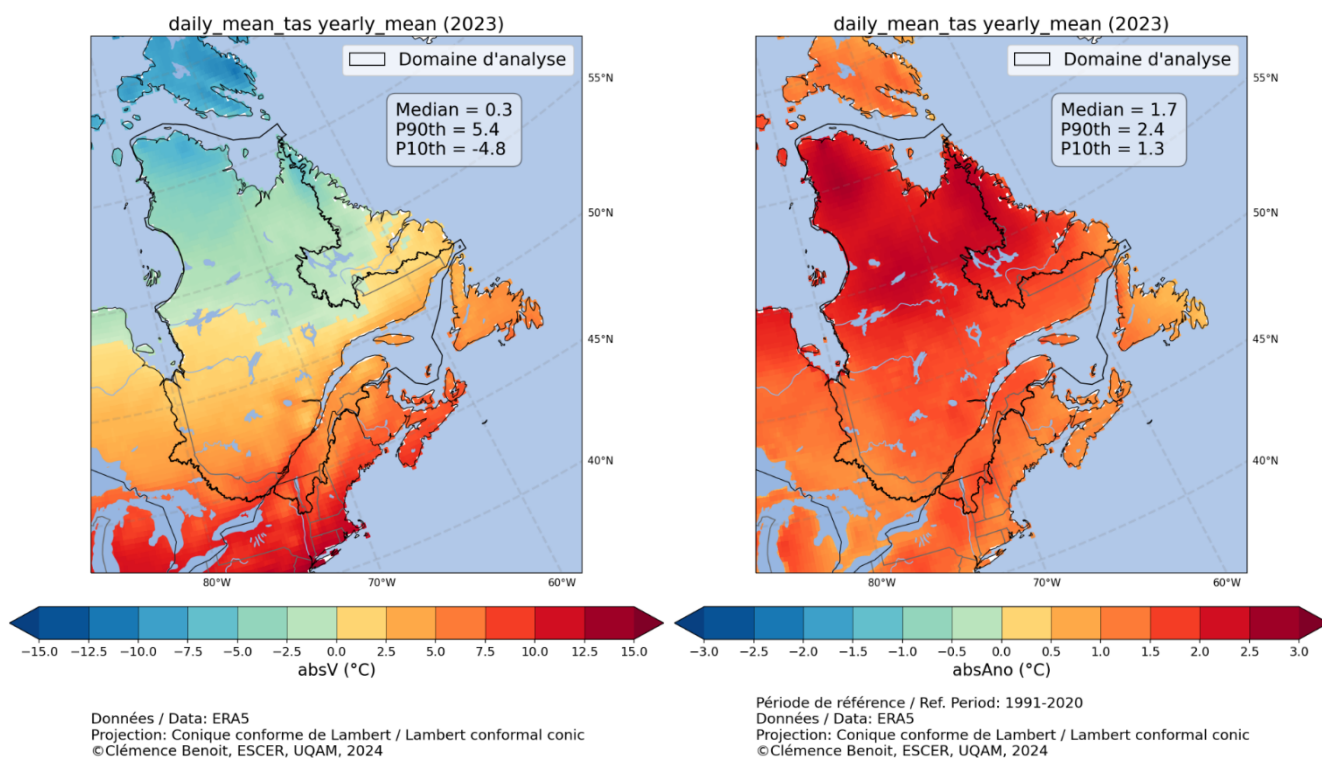 daily_mean_tas yearly_mean (2023)
Domaine d'analyse
Median = 0.3
P90th = 5.4
P10th = -4.8
55°N
50°N
45°N
40°N
80°W
70°W
60°W
−15.0 −12.5 −10.0 −7.5 −5.0 −2.5 0.0 2.5 5.0 7.5 10.0 12.5 15.0
absV (°C)
Données / Data: ERA5
Projection: Conique conforme de Lambert / Lambert conformal conic
©Clémence Benoit, ESCER, UQAM, 2024
daily_mean_tas yearly_mean (2023)
Domaine d'analyse
Median = 1.7
P90th = 2.4
P10th = 1.3
55°N
50°N
45°N
40°N
80°W
70°W
60°W
−3.0 −2.5 −2.0 −1.5 −1.0 −0.5 0.0 0.5 1.0 1.5 2.0 2.5 3.0
absAno (°C)
Période de référence / Ref. Period: 1991-2020
Données / Data: ERA5
Projection: Conique conforme de Lambert / Lambert conformal conic
©Clémence Benoit, ESCER, UQAM, 2024